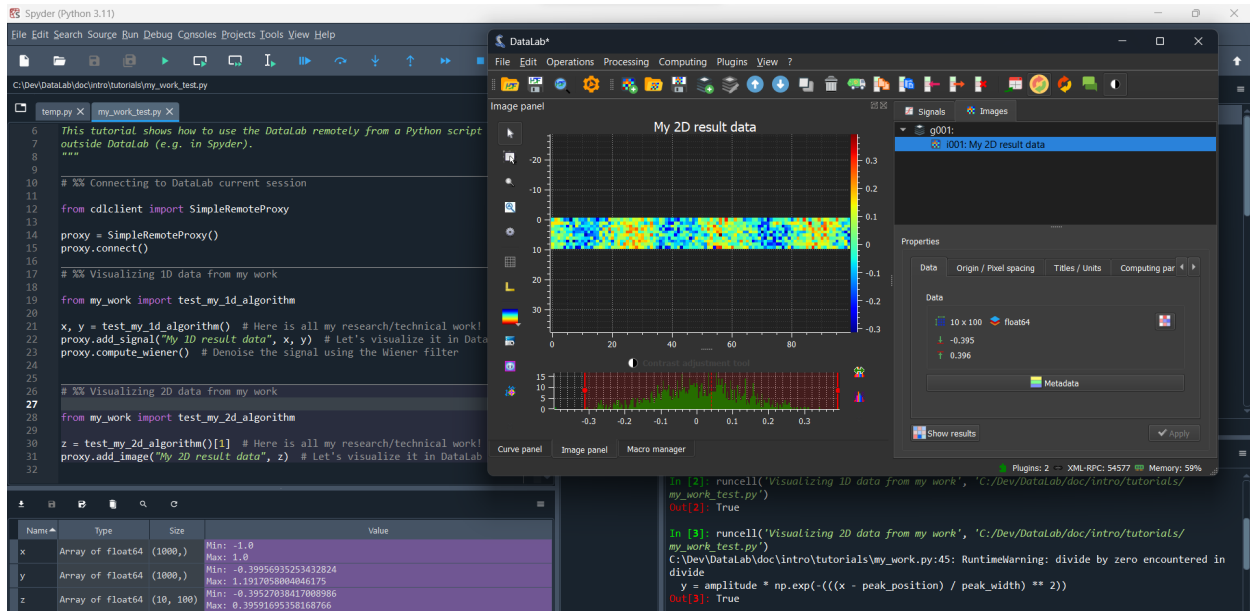 Spyder (Python 3.11)
File Edit Search Source Run Debug Consoles Projects Tools View Help
C:\Dev\DataLab\doc\intro\tutorials\my_work_test.py
temp.py
my_work_test.py
6 This tutorial shows how to use the DataLab remotely from a Python script
7 outside DataLab (e.g. in Spyder).
8 """
9
10 # %% Connecting to DataLab current session
11
12 from cdlclient import SimpleRemoteProxy
13
14 proxy = SimpleRemoteProxy()
15 proxy.connect()
16
17 # %% Visualizing 1D data from my work
18
19 from my_work import test_my_1d_algorithm
20
21 x, y = test_my_1d_algorithm() # Here is all my research/technical work!
22 proxy.add_signal("My 1D result data", x, y) # Let's visualize it in Data
23 proxy.compute_wiener() # Denoise the signal using the Wiener filter
24
25
26 # %% Visualizing 2D data from my work
27
28 from my_work import test_my_2d_algorithm
29
30 z = test_my_2d_algorithm()[1] # Here is all my research/technical work!
31 proxy.add_image("My 2D result data", z) # Let's visualize it in DataLab
32
DataLab*
File Edit Operations Processing Computing Plugins View ?
Image panel
My 2D result data
-20
-10
0
10
20
30
0 20 40 60 80
0.3
0.2
0.1
0
-0.1
-0.2
-0.3
Contrast adjustment tool
15
10
5
0
-0.3 -0.2 -0.1 0 0.1 0.2 0.3
Curve panel Image panel Macro manager
Signals Images
g001:
i001: My 2D result data
Properties
Data Origin / Pixel spacing Titles / Units Computing par
Data
10 x 100 float64
-0.395
0.396
Metadata
Show results Apply
Plugins: 2 XML-RPC: 54577 Memory: 59%
Name Type Size Value
x Array of float64 (1000,) Min: -1.0
Max: 1.0
y Array of float64 (1000,) Min: -0.39956935253432824
Max: 1.1917058004046175
z Array of float64 (10, 100) Min: -0.39527038417008986
Max: 0.39591695358168766
In [2]: runcell('Visualizing 1D data from my work', 'C:/Dev/DataLab/doc/intro/tutorials/
my_work_test.py')
Out[2]: True
In [3]: runcell('Visualizing 2D data from my work', 'C:/Dev/DataLab/doc/intro/tutorials/
my_work_test.py')
C:\Dev\DataLab\doc\intro\tutorials\my_work.py:45: RuntimeWarning: divide by zero encountered in
divide
y = amplitude * np.exp(-(((x - peak_position) / peak_width) ** 2))
Out[3]: True